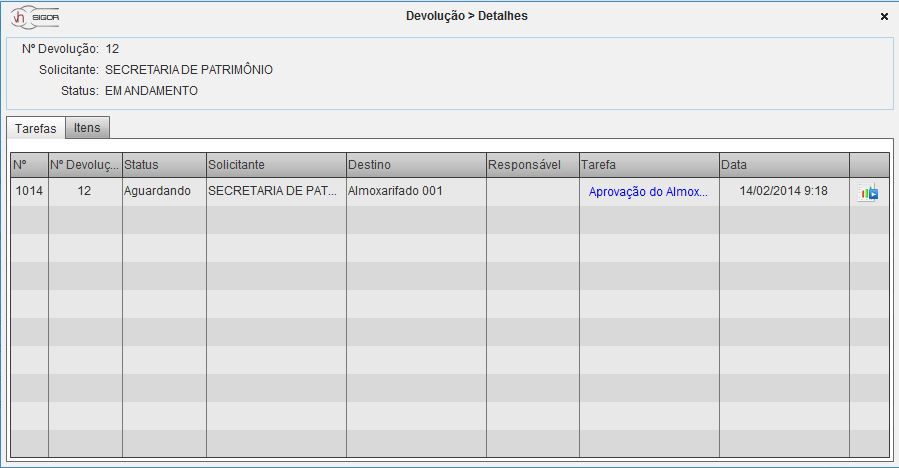 vh SIGOR
Devolução > Detalhes
Nº Devolução: 12
Solicitante: SECRETARIA DE PATRIMÔNIO
Status: EM ANDAMENTO
Tarefas Itens
Nº Nº Devoluç... Status Solicitante Destino Responsável Tarefa Data
1014 12 Aguardando SECRETARIA DE PAT... Almoxarifado 001 Aprovação do Almox... 14/02/2014 9:18